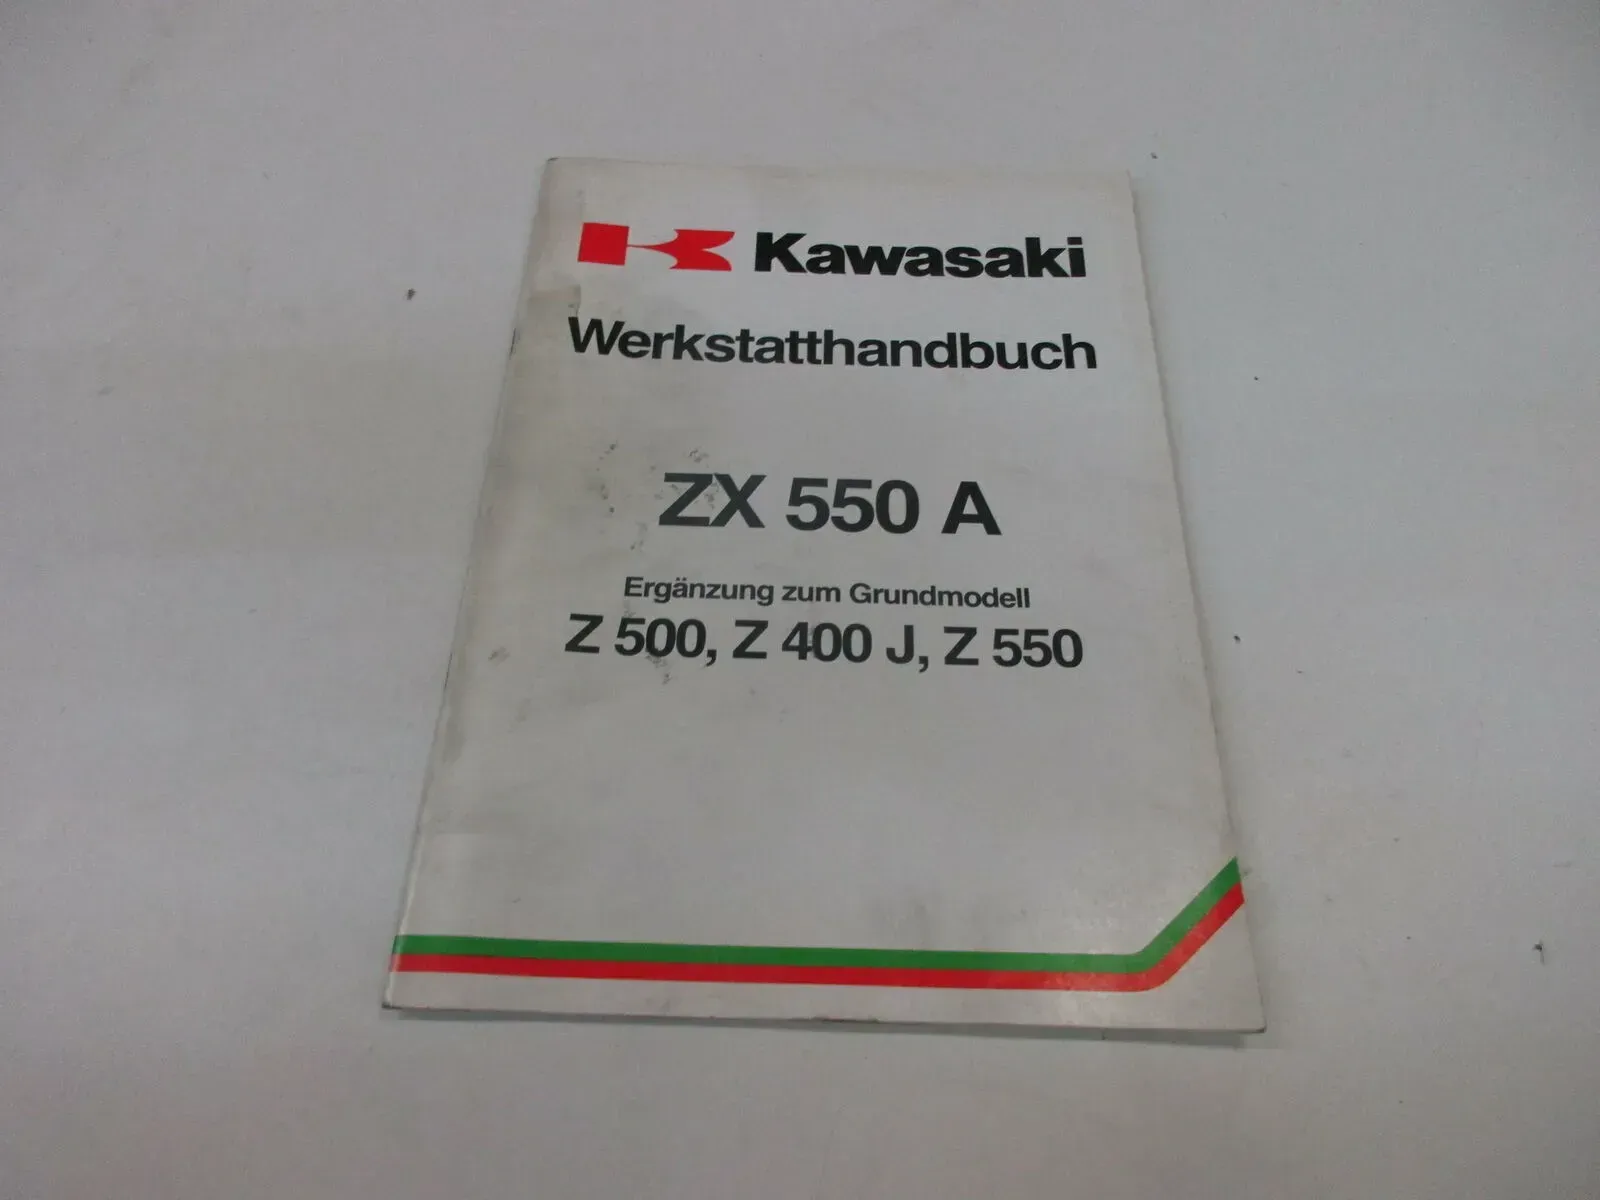 Kawasaki
Werkstatthandbuch
ZX 550 A
Ergänzung zum Grundmodell
Z 500, Z 400 J, Z 550